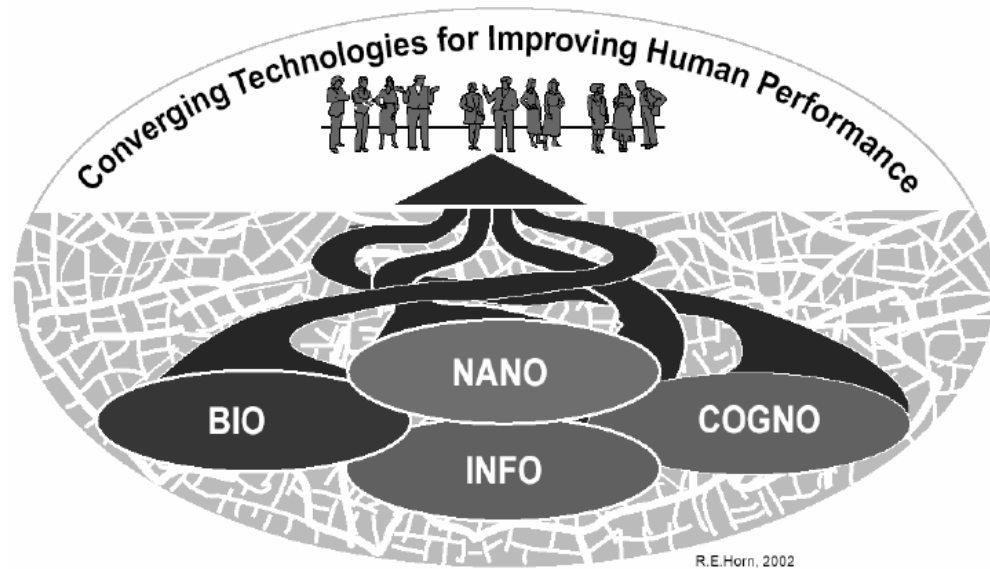 Converging Technologies for Improving Human Performance
NANO
BIO
COGNO
INFO
R.E.Horn, 2002